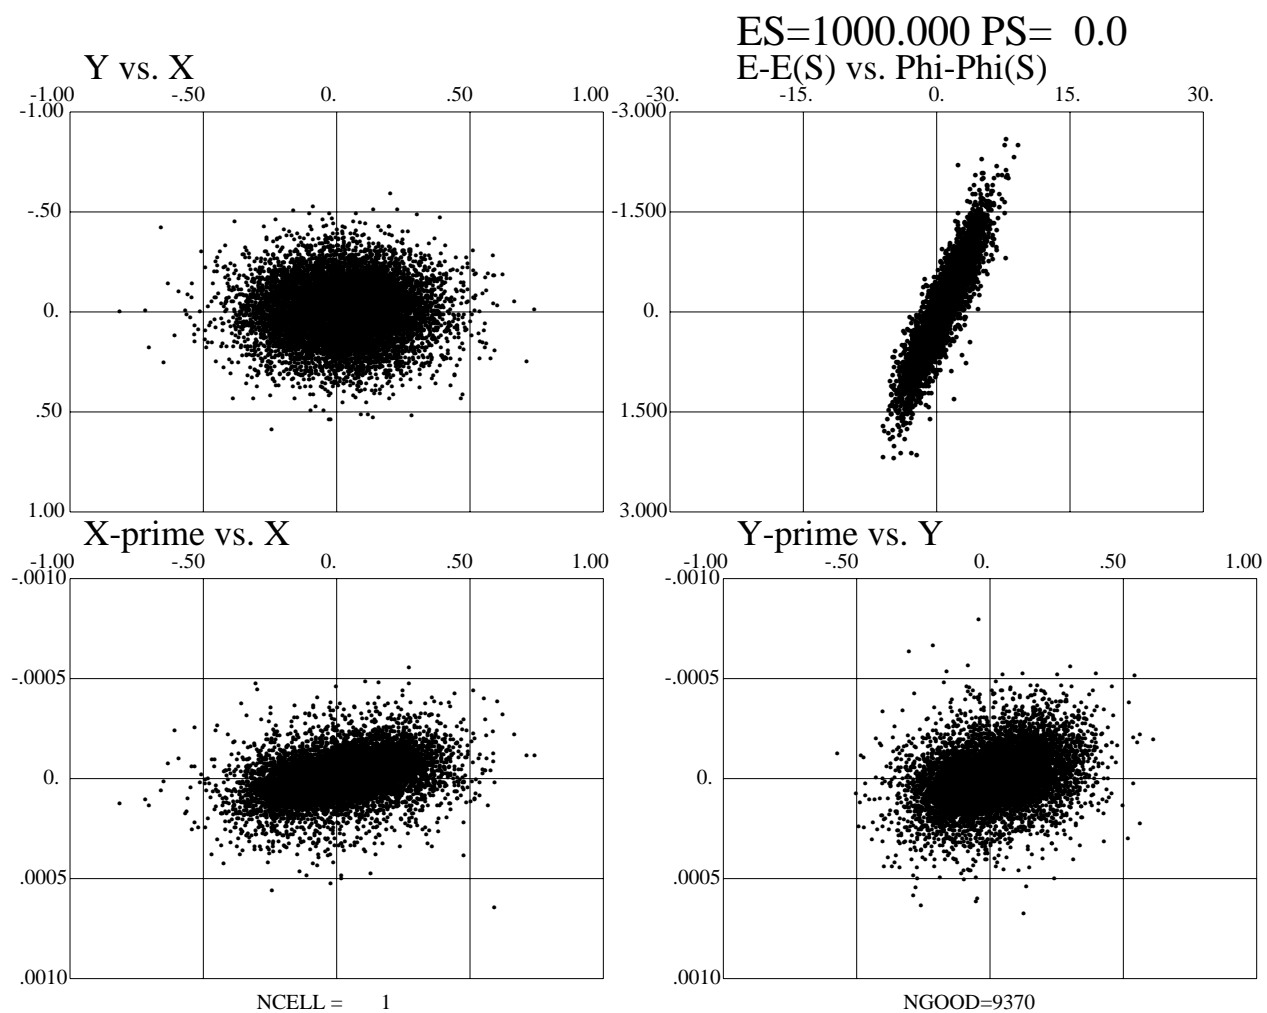 ES=1000.000 PS= 0.0
Y vs. X
E-E(S) vs. Phi-Phi(S)
-1.00 -.50 0. .50 1.00
-30. -15. 0. 15. 30.
-1.00
-.50
0.
.50
1.00
-3.000
-1.500
0.
1.500
3.000
X-prime vs. X
Y-prime vs. Y
-1.00 -.50 0. .50 1.00
-1.00 -.50 0. .50 1.00
-.0010
-.0005
0.
.0005
.0010
-.0010
-.0005
0.
.0005
.0010
NCELL = 1
NGOOD=9370